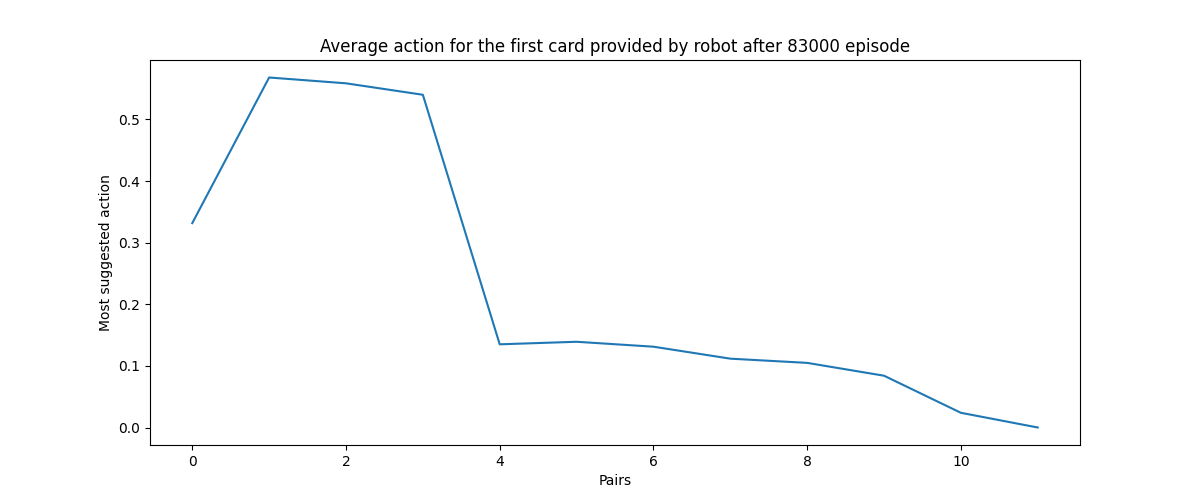 Average action for the first card provided by robot after 83000 episode
Most suggested action
0.5
0.4
0.3
0.2
0.1
0.0
0 2 4 6 8 10
Pairs